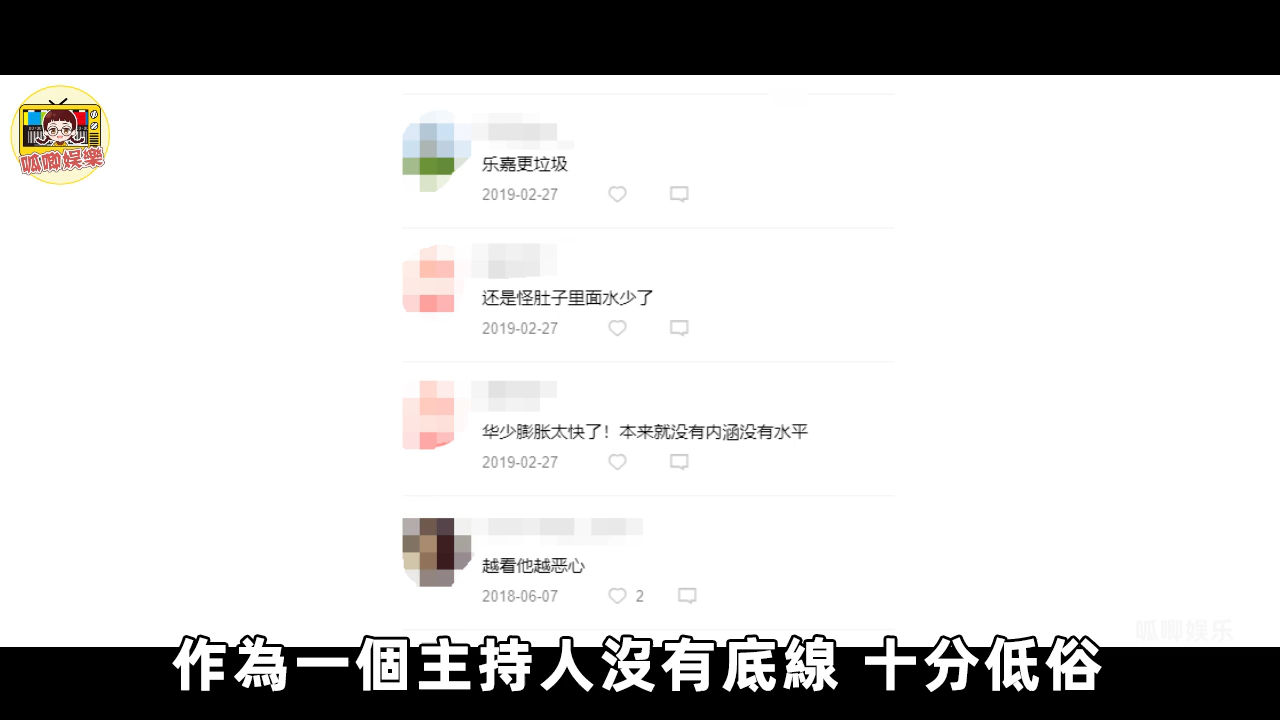 呱唧娱樂
乐嘉更垃圾
2019-02-27
还是怪肚子里面水少了
2019-02-27
华少膨胀太快了！本来就没有内涵没有水平
2019-02-27
越看他越恶心
2018-06-07
2
呱唧娱乐
作為一個主持人沒有底線 十分低俗